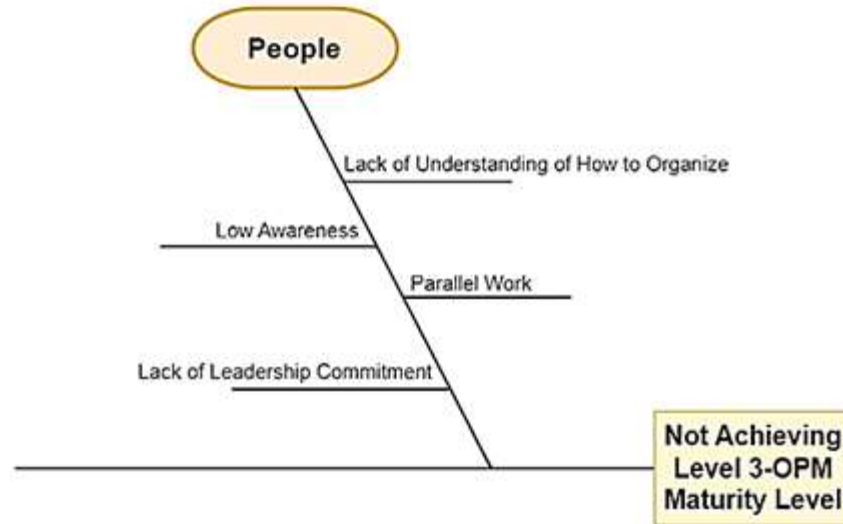 People
Lack of Understanding of How to Organize
Low Awareness
Parallel Work
Lack of Leadership Commitment
Not Achieving
Level 3-OPM
Maturity Level